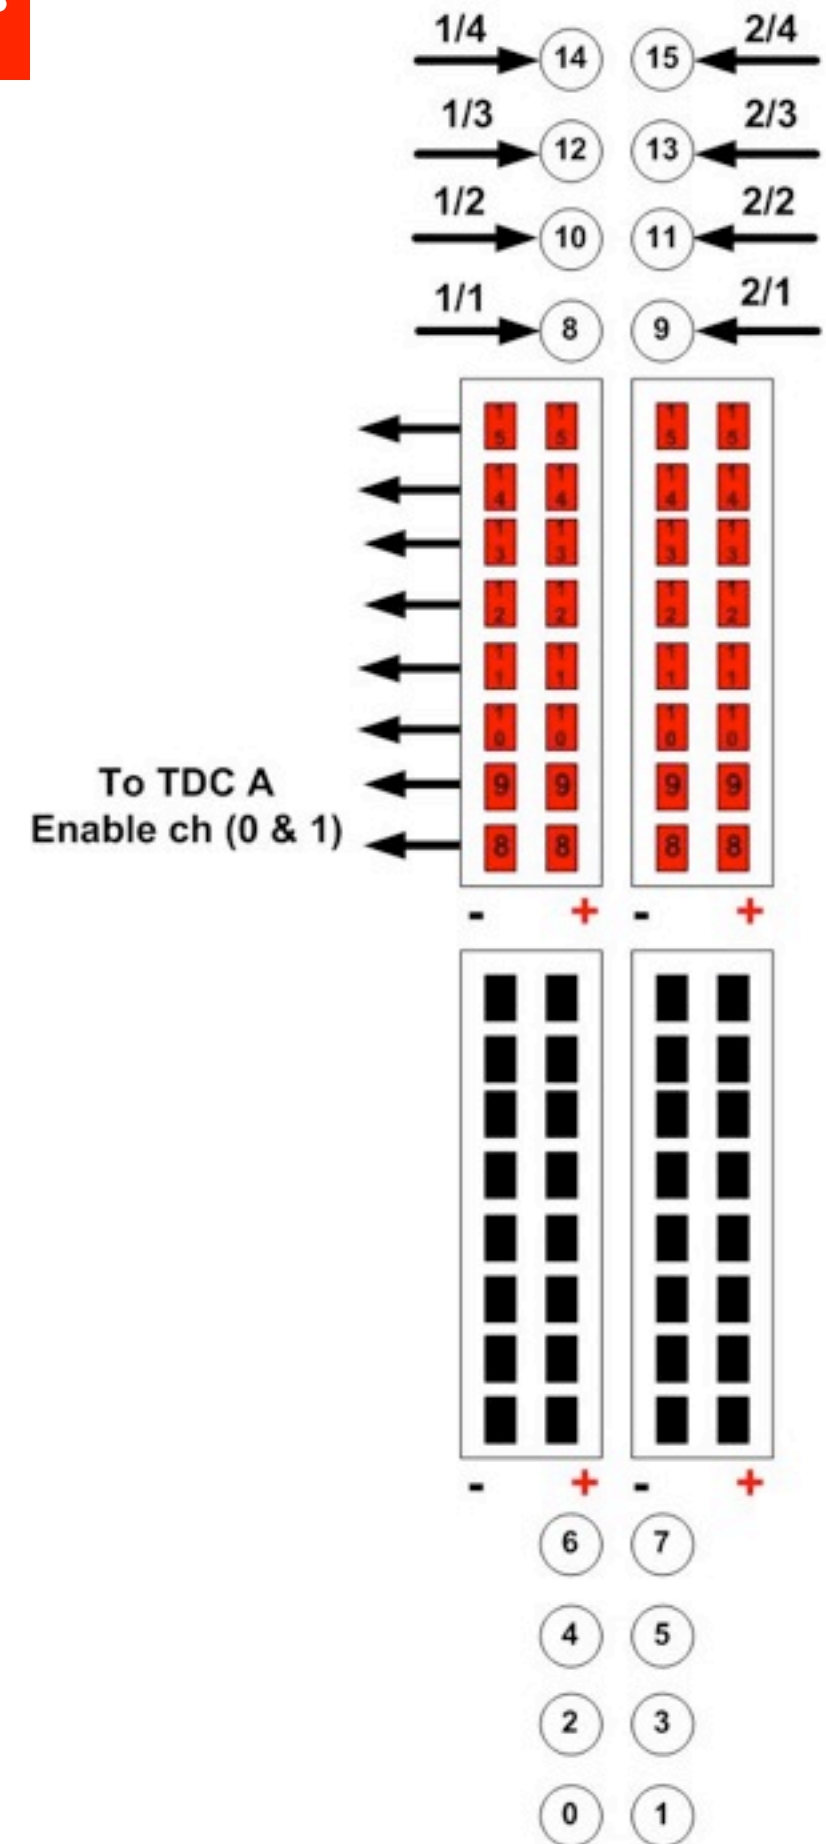 1/4 14 15 2/4
1/3 12 13 2/3
1/2 10 11 2/2
1/1 8 9 2/1
15 15 15 15
14 14 14 14
13 13 13 13
12 12 12 12
11 11 11 11
10 10 10 10
9 9 9 9
8 8 8 8
To TDC A
Enable ch (0 & 1)
- + - +
- + - +
6 7
4 5
2 3
0 1